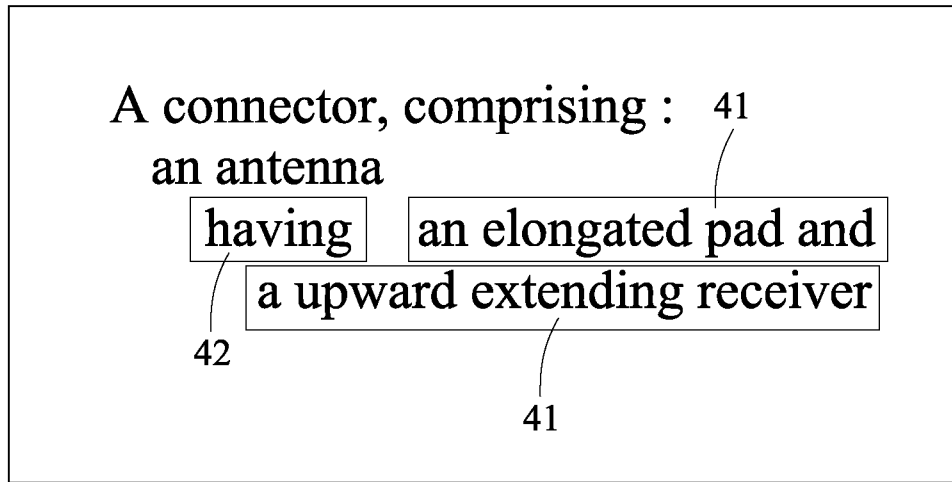 A connector, comprising : 41
an antenna
having an elongated pad and
a upward extending receiver
42
41